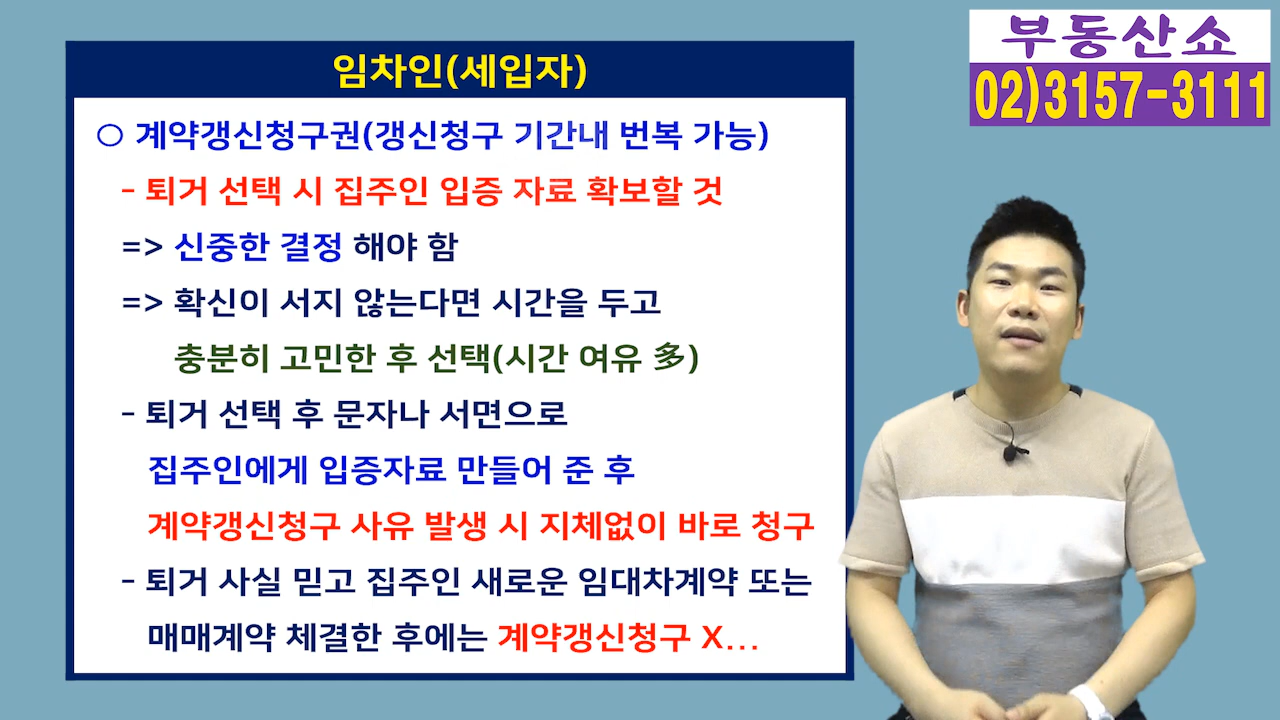 부동산쇼
02)3157-3111
임차인(세입자)
○ 계약갱신청구권(갱신청구 기간내 번복 가능)
- 퇴거 선택 시 집주인 입증 자료 확보할 것
=> 신중한 결정 해야 함
=> 확신이 서지 않는다면 시간을 두고
충분히 고민한 후 선택(시간 여유 多)
- 퇴거 선택 후 문자나 서면으로
집주인에게 입증자료 만들어 준 후
계약갱신청구 사유 발생 시 지체없이 바로 청구
- 퇴거 사실 믿고 집주인 새로운 임대차계약 또는
매매계약 체결한 후에는 계약갱신청구 X...